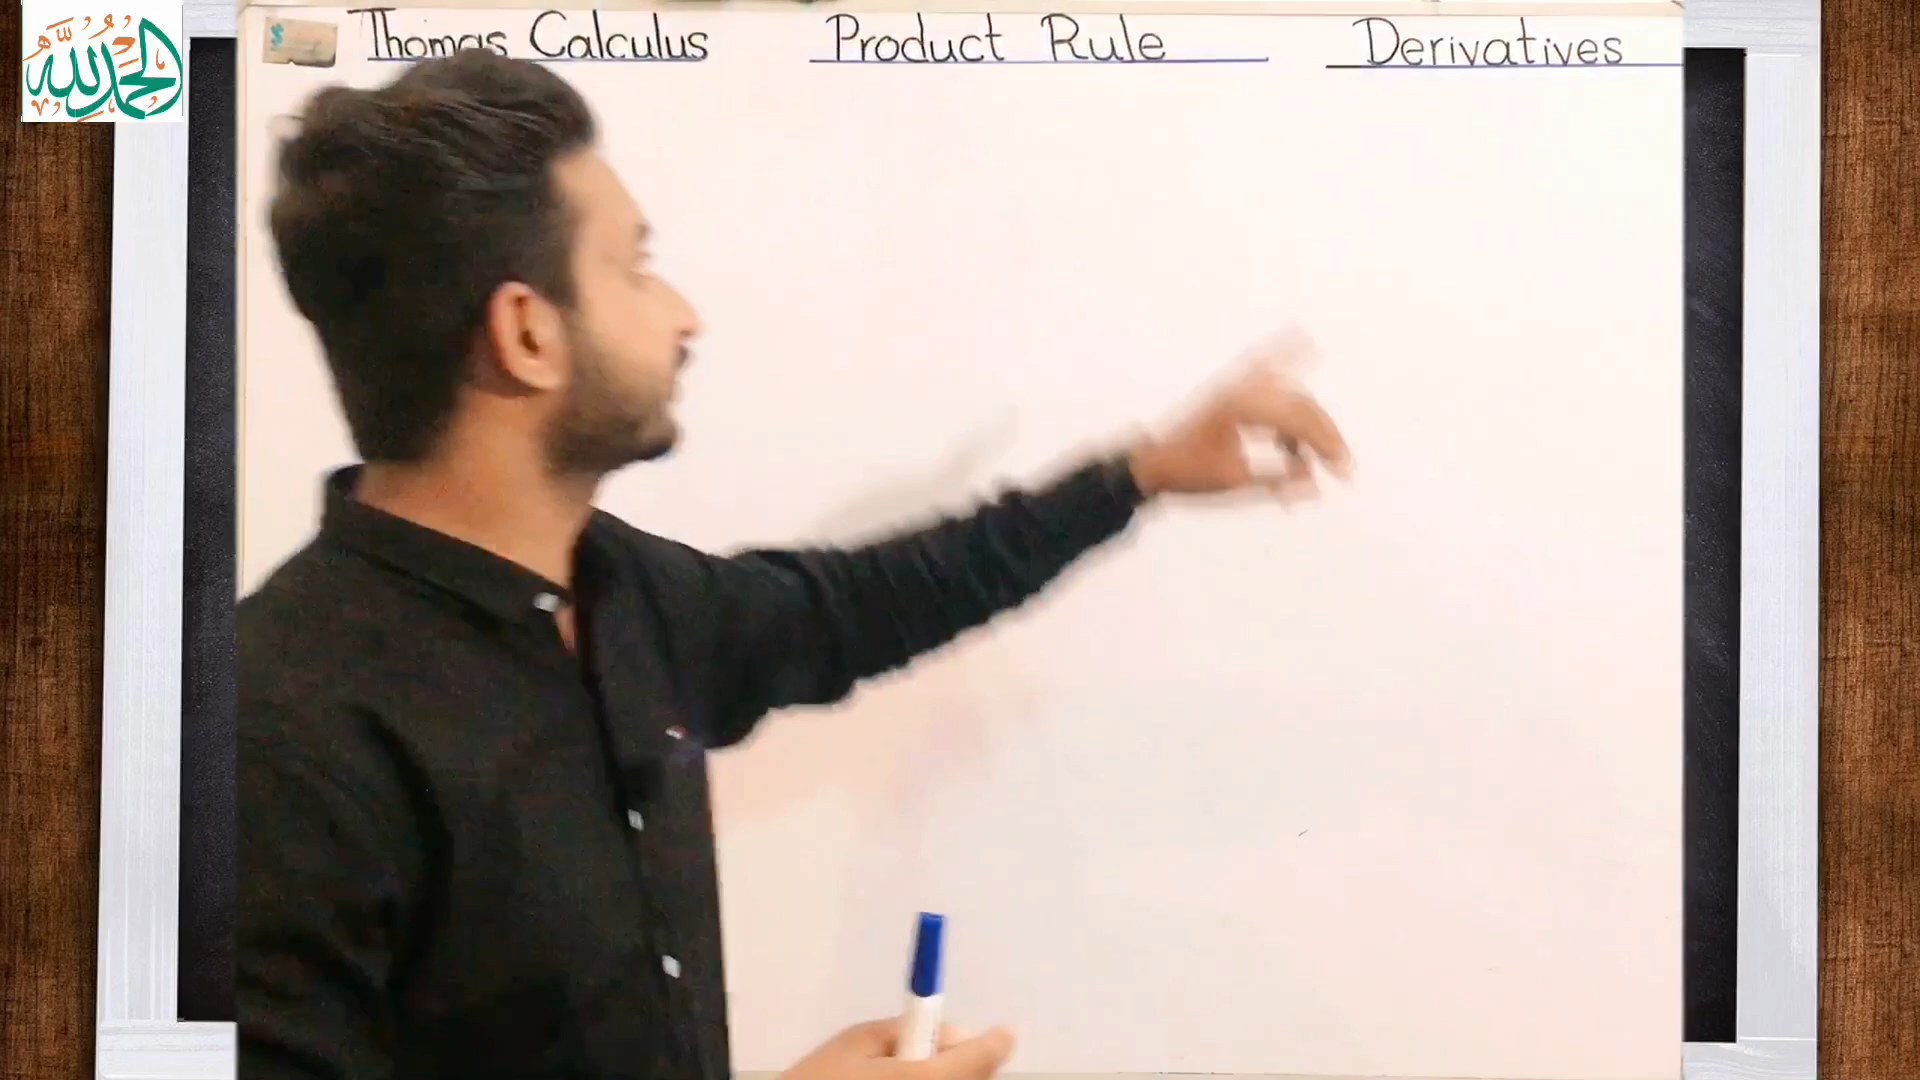 الحمد لله
Thomas Calculus Product Rule Derivatives